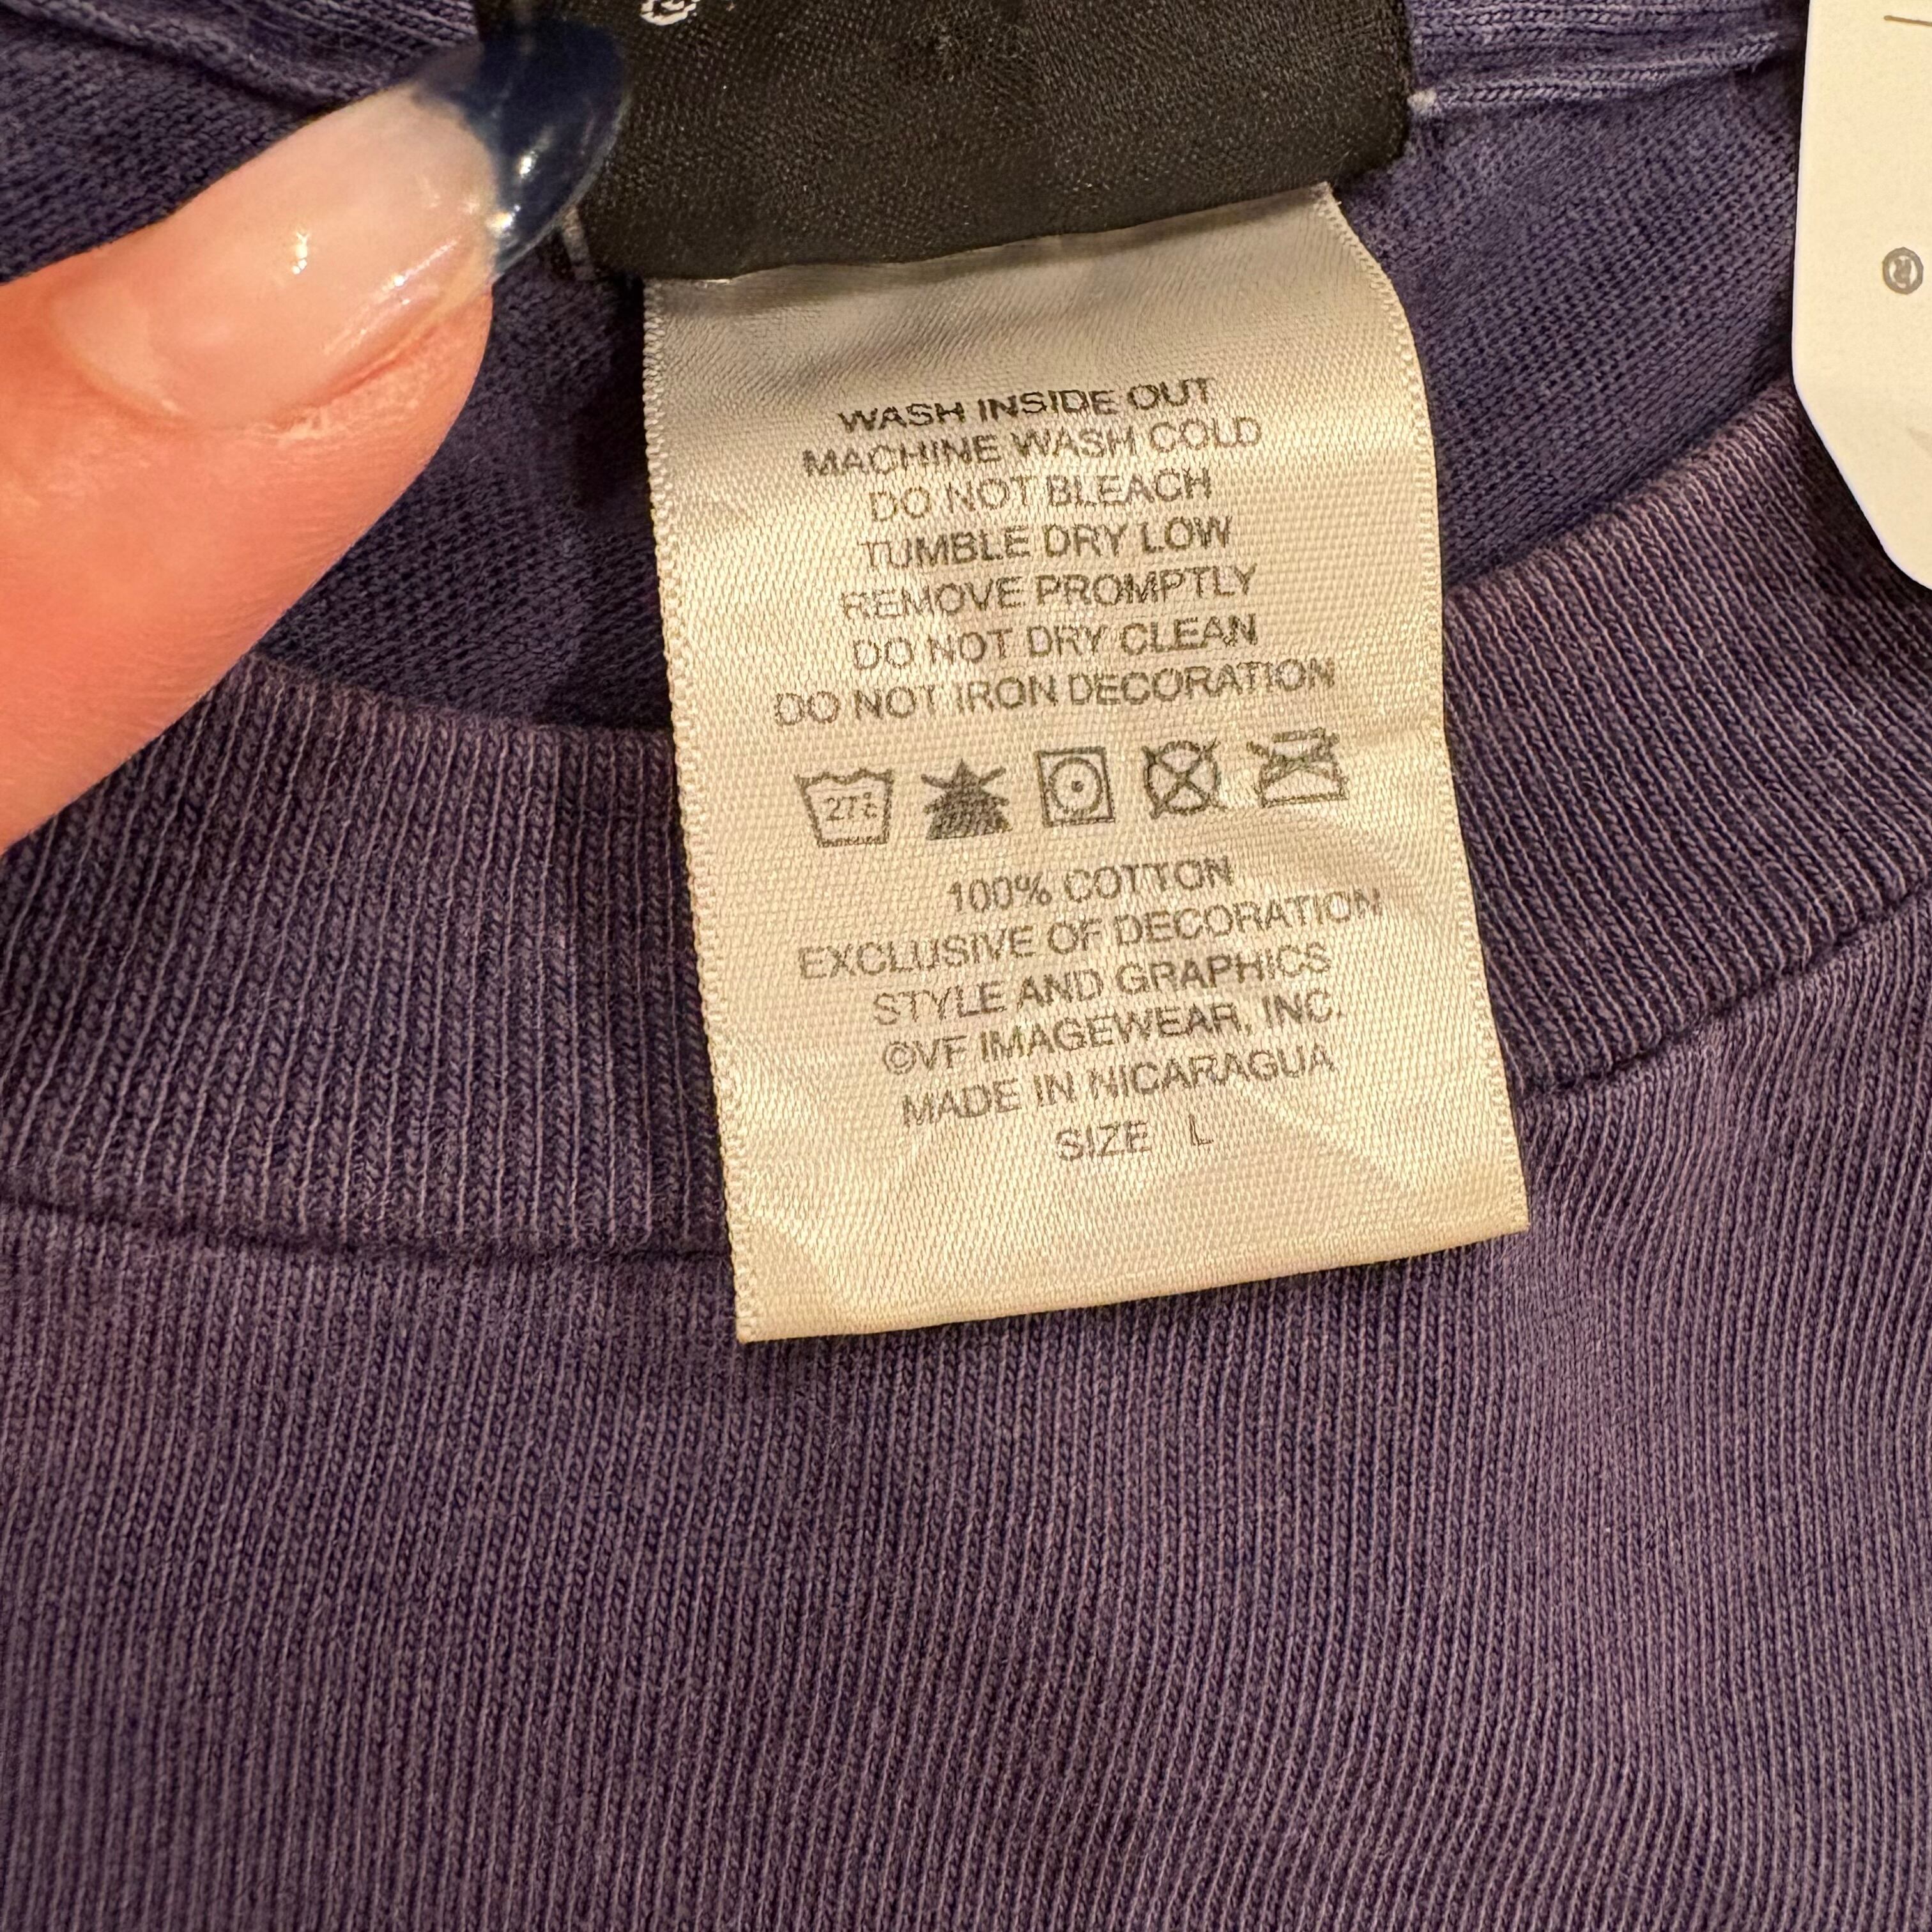 WASH INSIDE OUT
MACHINE WASH COLD
DO NOT BLEACH
TUMBLE DRY LOW
REMOVE PROMPTLY
DO NOT DRY CLEAN
DO NOT IRON DECORATION
100% COTTON
EXCLUSIVE OF DECORATION
STYLE AND GRAPHICS
©VF IMAGEWEAR, INC.
MADE IN NICARAGUA
SIZE L
®